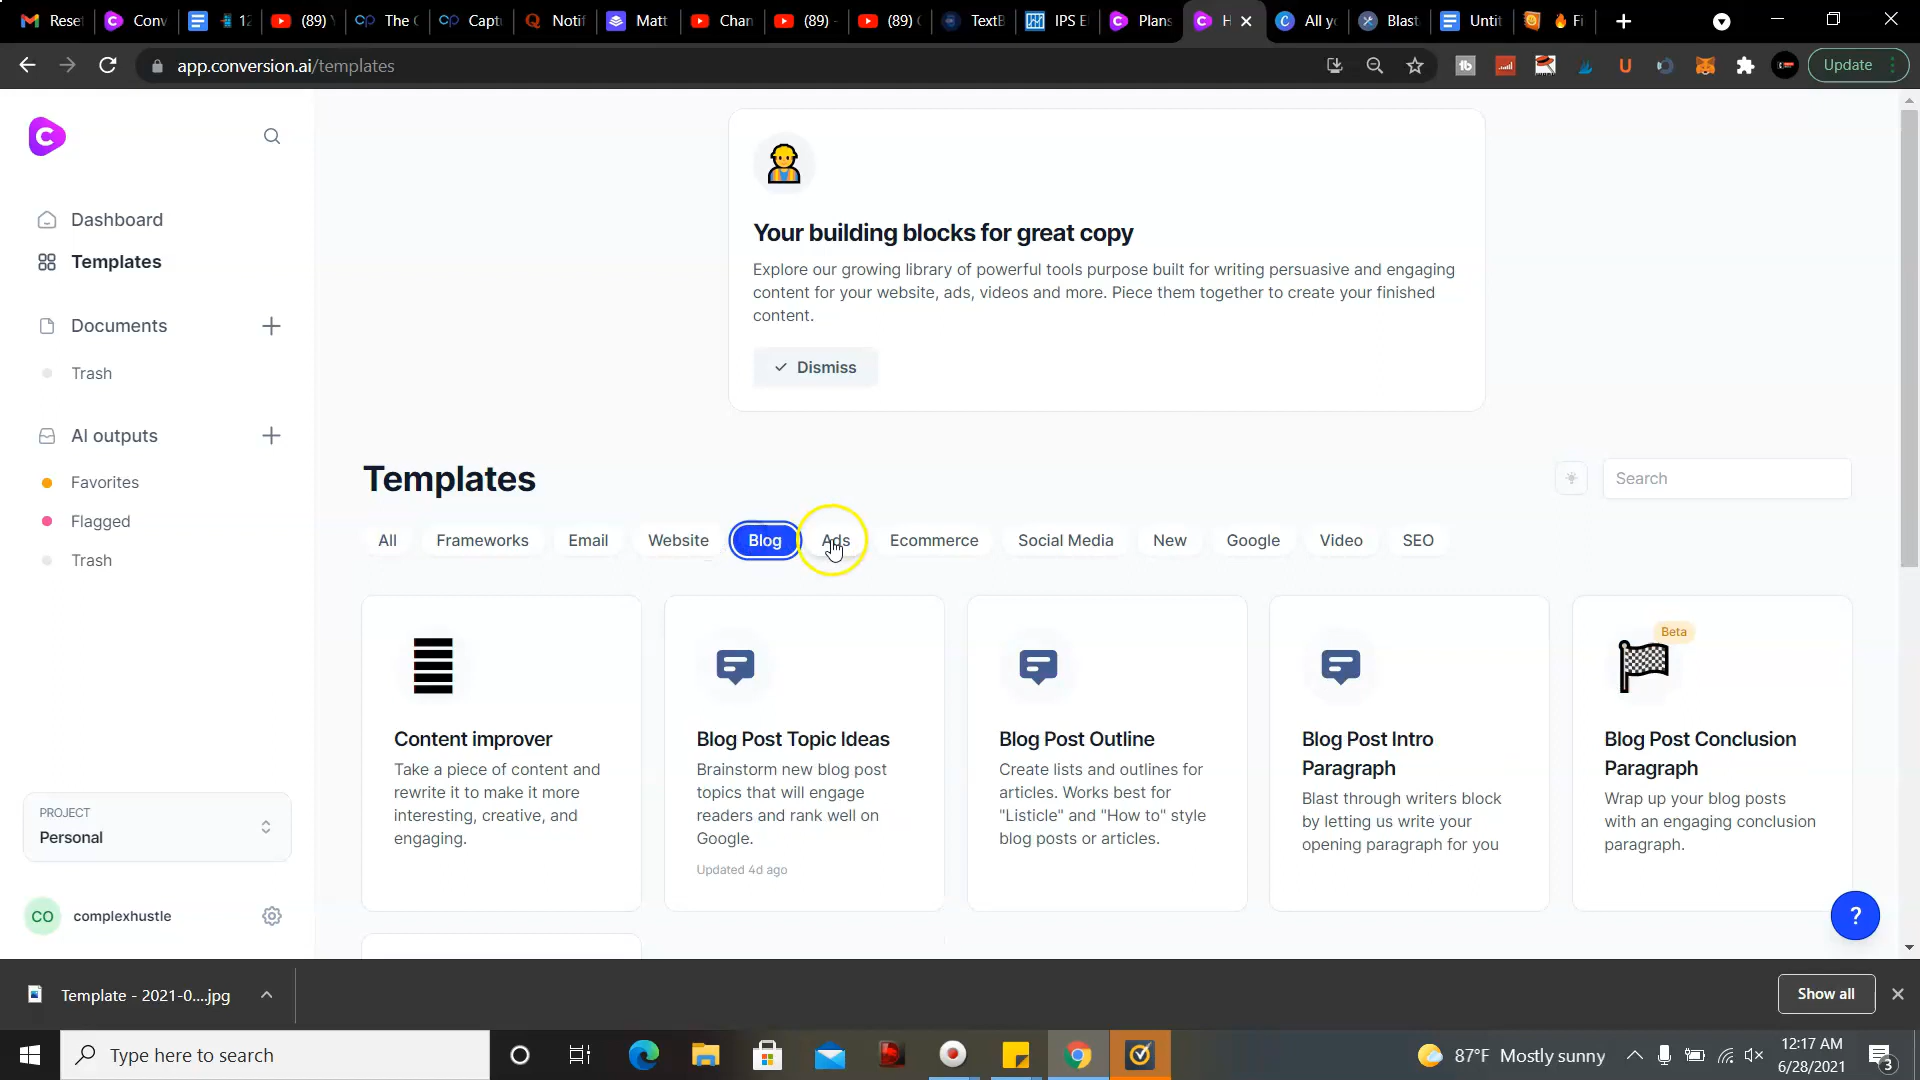 Rese
Conv
12
(89)
The
Capt
Notif
Matt
Chan
(89)
(89)
TextB
IPS E
Plans
H
All yo
Blast
Untit
Fi
app.conversion.ai/templates
Update
Dashboard
Templates
Documents
Trash
AI outputs
Favorites
Flagged
Trash
PROJECT
Personal
CO
complexhustle
Your building blocks for great copy
Explore our growing library of powerful tools purpose built for writing persuasive and engaging
content for your website, ads, videos and more. Piece them together to create your finished
content.
Dismiss
Templates
Search
All
Frameworks
Email
Website
Blog
Ads
Ecommerce
Social Media
New
Google
Video
SEO
Content improver
Take a piece of content and
rewrite it to make it more
interesting, creative, and
engaging.
Blog Post Topic Ideas
Brainstorm new blog post
topics that will engage
readers and rank well on
Google.
Updated 4d ago
Blog Post Outline
Create lists and outlines for
articles. Works best for
"Listicle" and "How to" style
blog posts or articles.
Blog Post Intro
Paragraph
Blast through writers block
by letting us write your
opening paragraph for you
Beta
Blog Post Conclusion
Paragraph
Wrap up your blog posts
with an engaging conclusion
paragraph.
?
Template - 2021-0....jpg
Show all
Type here to search
87°F Mostly sunny
12:17 AM
6/28/2021
3